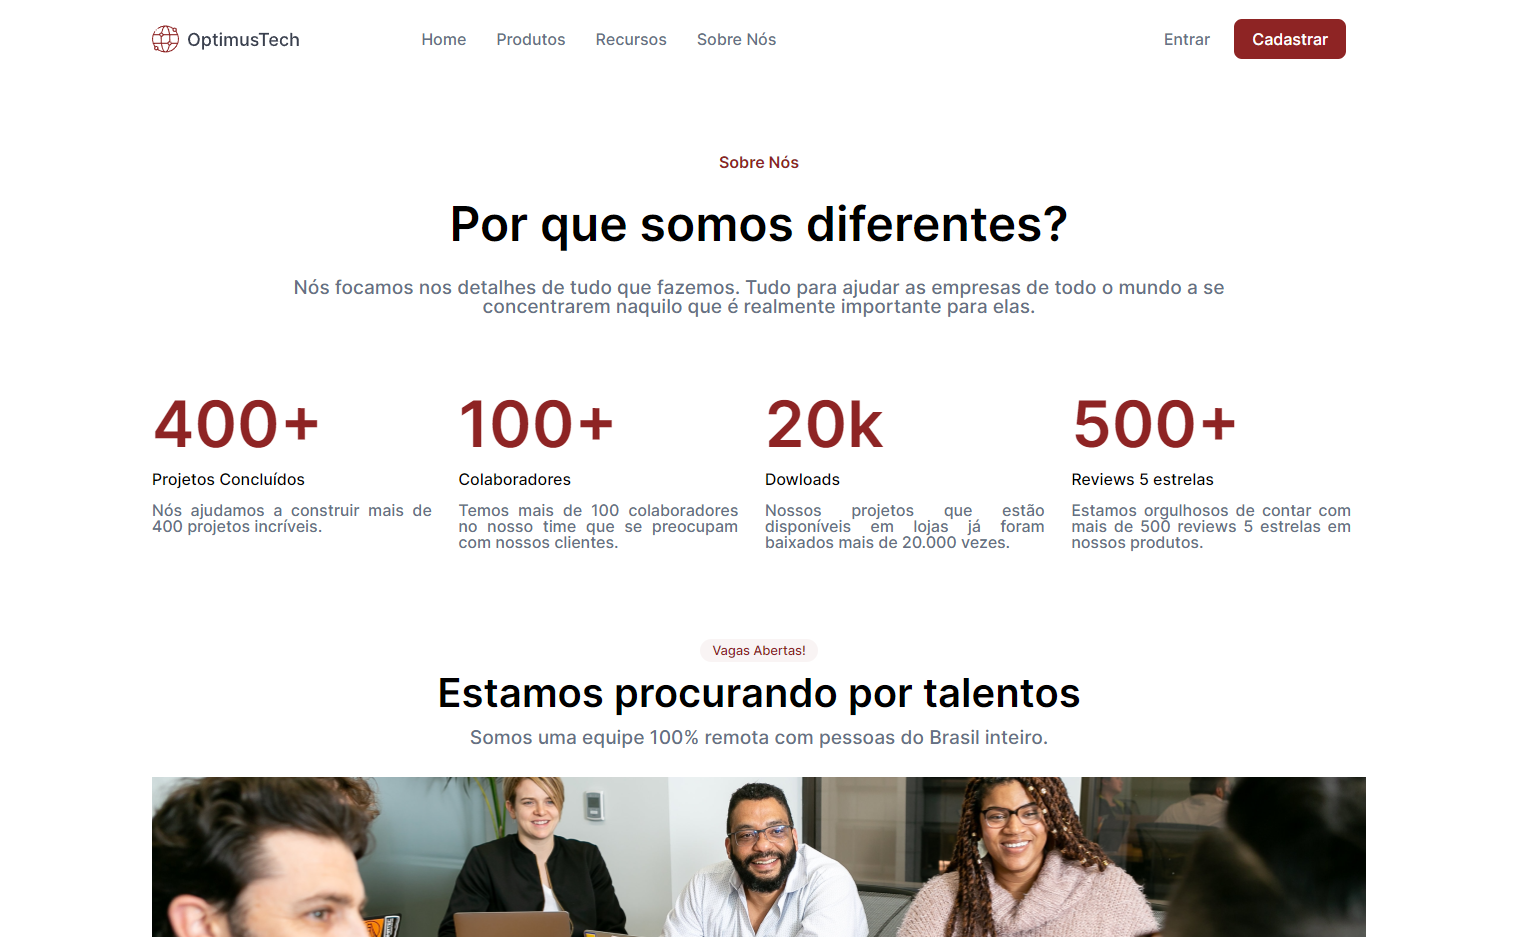 OptimusTech
Home
Produtos
Recursos
Sobre Nós
Entrar
Cadastrar
Sobre Nós
Por que somos diferentes?
Nós focamos nos detalhes de tudo que fazemos. Tudo para ajudar as empresas de todo o mundo a se
concentrarem naquilo que é realmente importante para elas.
400+
Projetos Concluídos
Nós ajudamos a construir mais de
400 projetos incríveis.
100+
Colaboradores
Temos mais de 100 colaboradores
no nosso time que se preocupam
com nossos clientes.
20k
Dowloads
Nossos projetos que estão
disponíveis em lojas já foram
baixados mais de 20.000 vezes.
500+
Reviews 5 estrelas
Estamos orgulhosos de contar com
mais de 500 reviews 5 estrelas em
nossos produtos.
Vagas Abertas!
Estamos procurando por talentos
Somos uma equipe 100% remota com pessoas do Brasil inteiro.